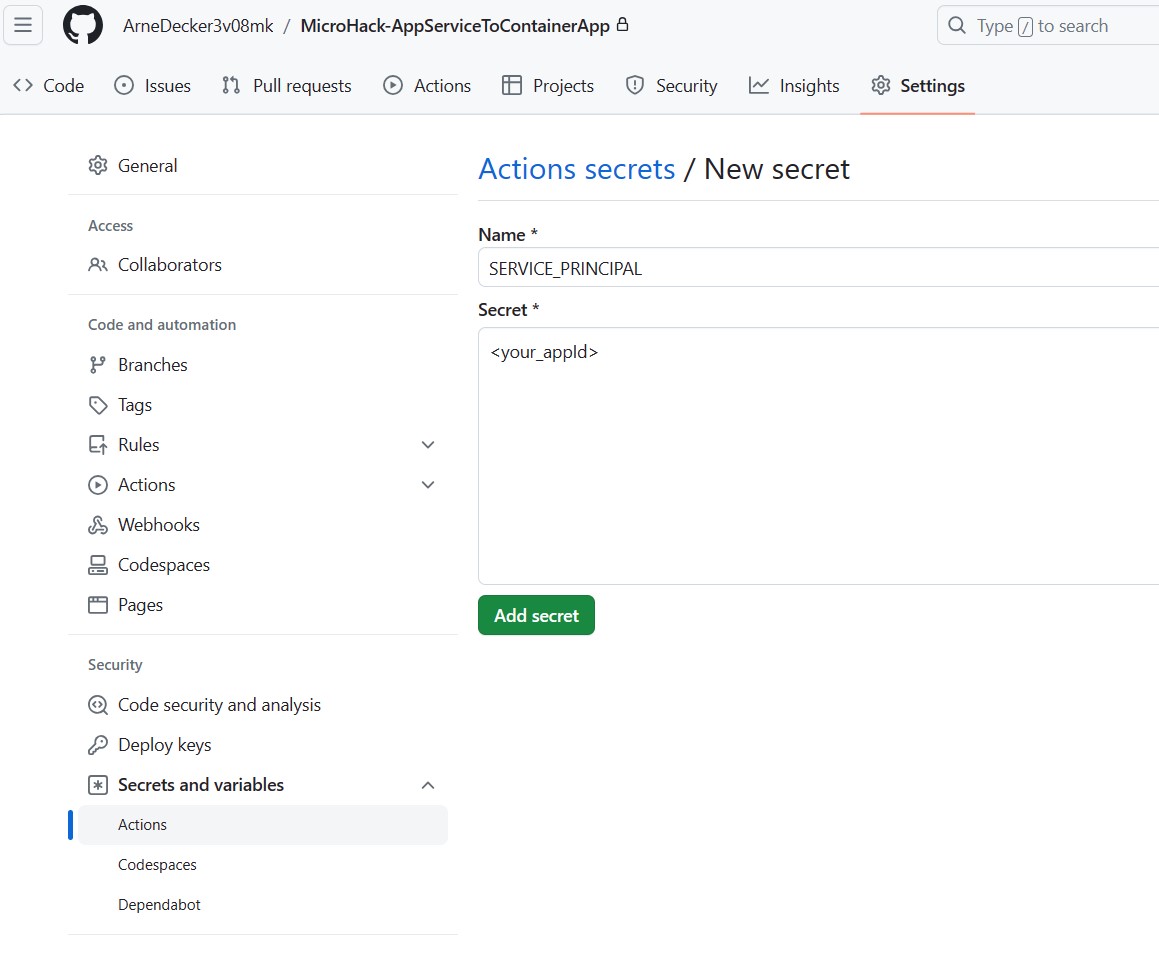 ArneDecker3v08mk / MicroHack-AppServiceToContainerApp
Type / to search
Code Issues Pull requests Actions Projects Security Insights Settings
General
Access
Collaborators
Code and automation
Branches
Tags
Rules
Actions
Webhooks
Codespaces
Pages
Security
Code security and analysis
Deploy keys
Secrets and variables
Actions
Codespaces
Dependabot
Actions secrets / New secret
Name *
SERVICE_PRINCIPAL
Secret *
<your_appId>
Add secret